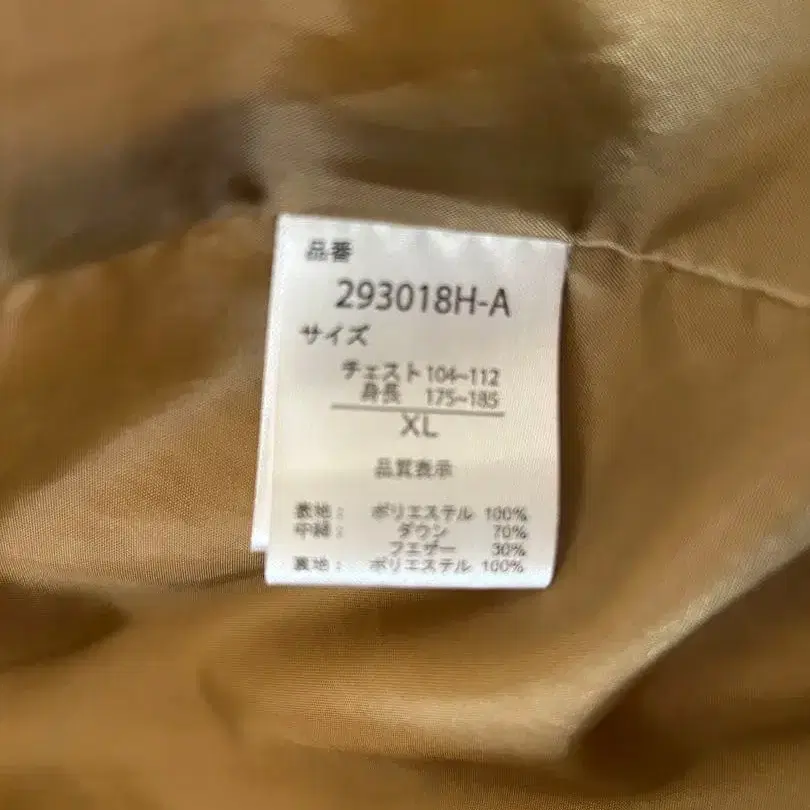 品番
293018H-A
サイズ
チェスト 104~112
身長 175~185
XL
品質表示
表地： ポリエステル 100%
中綿： ダウン 70%
フエザー 30%
裏地： ポリエステル 100%